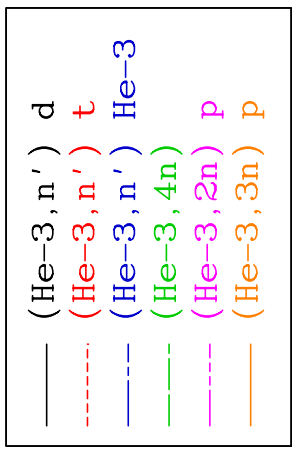 (He-3,n') d
(He-3,n') t
(He-3,n') He-3
(He-3,4n)
(He-3,2n) p
(He-3,3n) p